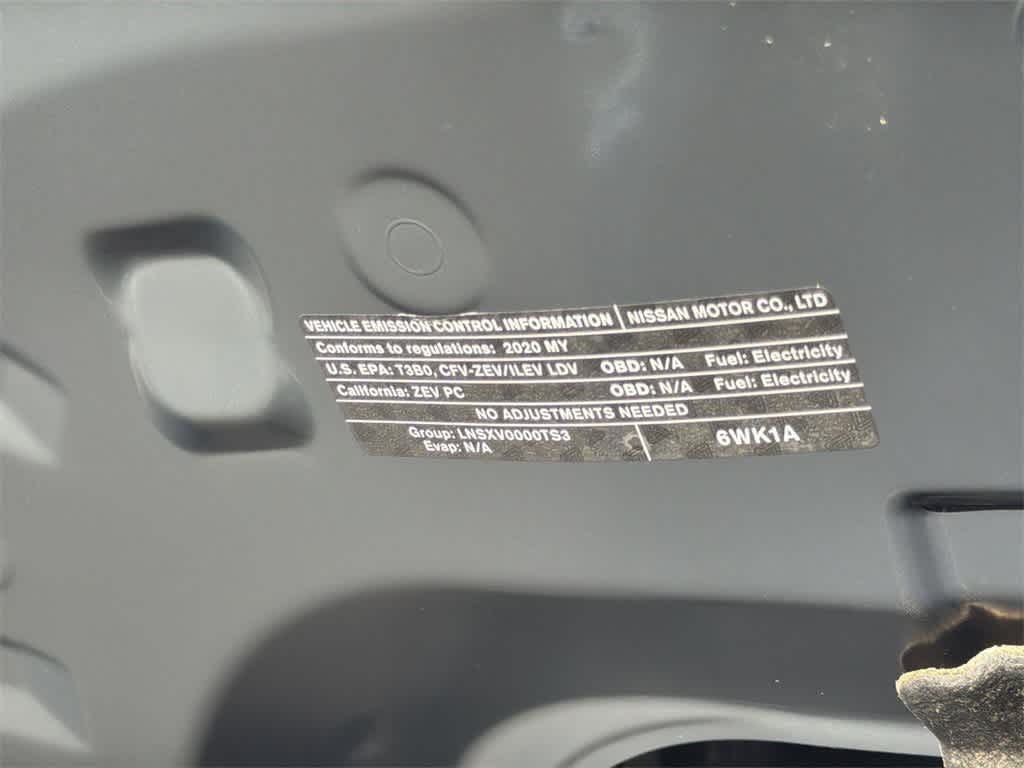 VEHICLE EMISSION CONTROL INFORMATION NISSAN MOTOR CO., LTD
Conforms to regulations: 2020 MY
U.S. EPA: T3B0, CFV-ZEV/ILEV LDV OBD: N/A Fuel: Electricity
California: ZEV PC OBD: N/A Fuel: Electricity
NO ADJUSTMENTS NEEDED
Group: LNSXV0000TS3
Evap: N/A
6WK1A